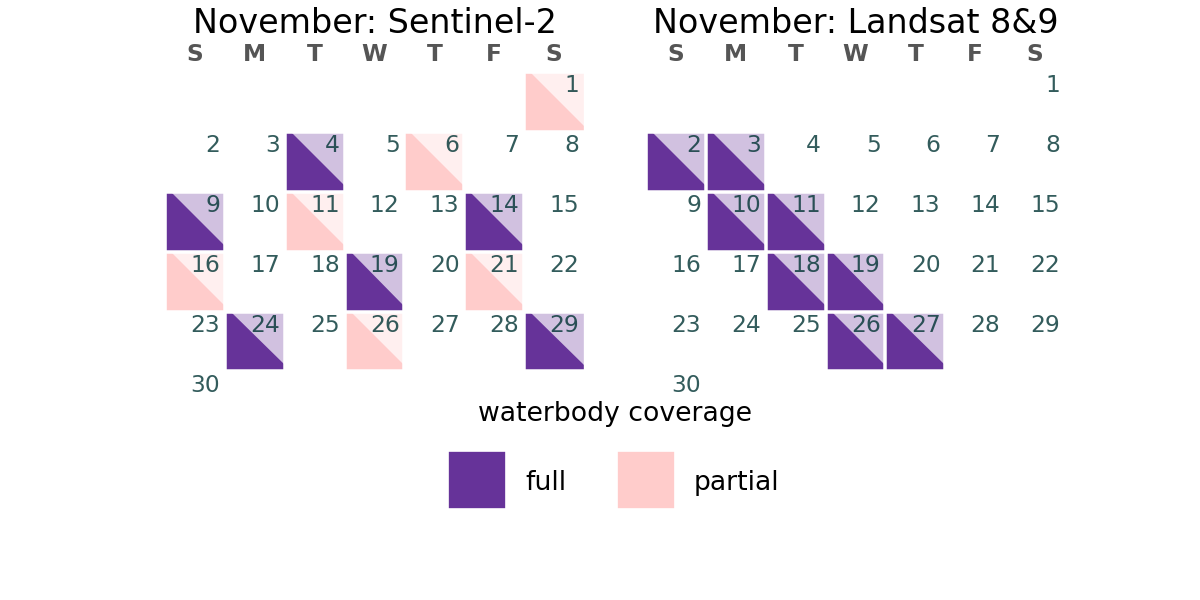 November: Sentinel-2
S M T W T F S
1
2 3 4 5 6 7 8
9 10 11 12 13 14 15
16 17 18 19 20 21 22
23 24 25 26 27 28 29
30
November: Landsat 8&9
S M T W T F S
1
2 3 4 5 6 7 8
9 10 11 12 13 14 15
16 17 18 19 20 21 22
23 24 25 26 27 28 29
30
waterbody coverage
full
partial